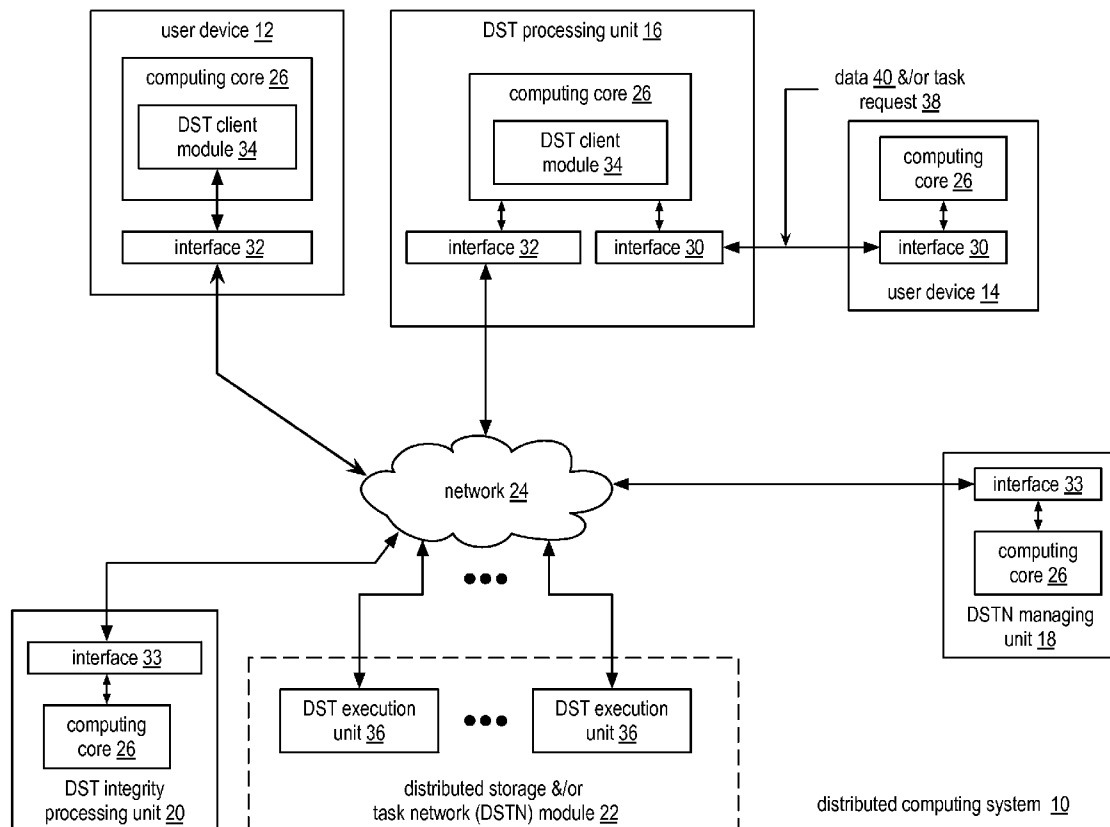 user device 12
computing core 26
DST client
module 34
interface 32
DST processing unit 16
computing core 26
DST client
module 34
interface 32
interface 30
data 40 &/or task
request 38
computing
core 26
interface 30
user device 14
network 24
interface 33
computing
core 26
DSTN managing
unit 18
interface 33
computing
core 26
DST integrity
processing unit 20
DST execution
unit 36
DST execution
unit 36
distributed storage &/or
task network (DSTN) module 22
distributed computing system 10